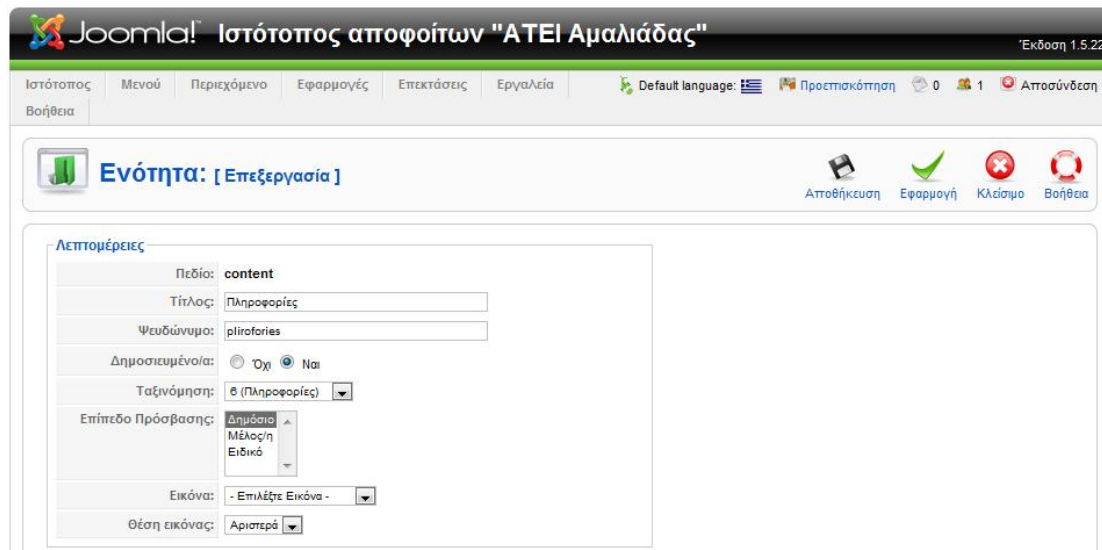 Joomla! Ιστότοπος αποφοίτων "ΑΤΕΙ Αμαλιάδας"
Έκδοση 1.5.22
Ιστότοπος Μενού Περιεχόμενο Εφαρμογές Επεκτάσεις Εργαλεία Default language: Προεπισκόπηση 0 1 Αποσύνδεση
Βοήθεια
Ενότητα: [ Επεξεργασία ]
Αποθήκευση Εφαρμογή Κλείσιμο Βοήθεια
Λεπτομέρειες
Πεδίο: content
Τίτλος: Πληροφορίες
Ψευδώνυμο: plirofories
Δημοσιευμένο/α: Όχι Ναι
Ταξινόμηση: 6 (Πληροφορίες)
Επίπεδο Πρόσβασης: Δημόσιο
Μέλος/η
Ειδικό
Εικόνα: - Επιλέξτε Εικόνα -
Θέση εικόνας: Αριστερά